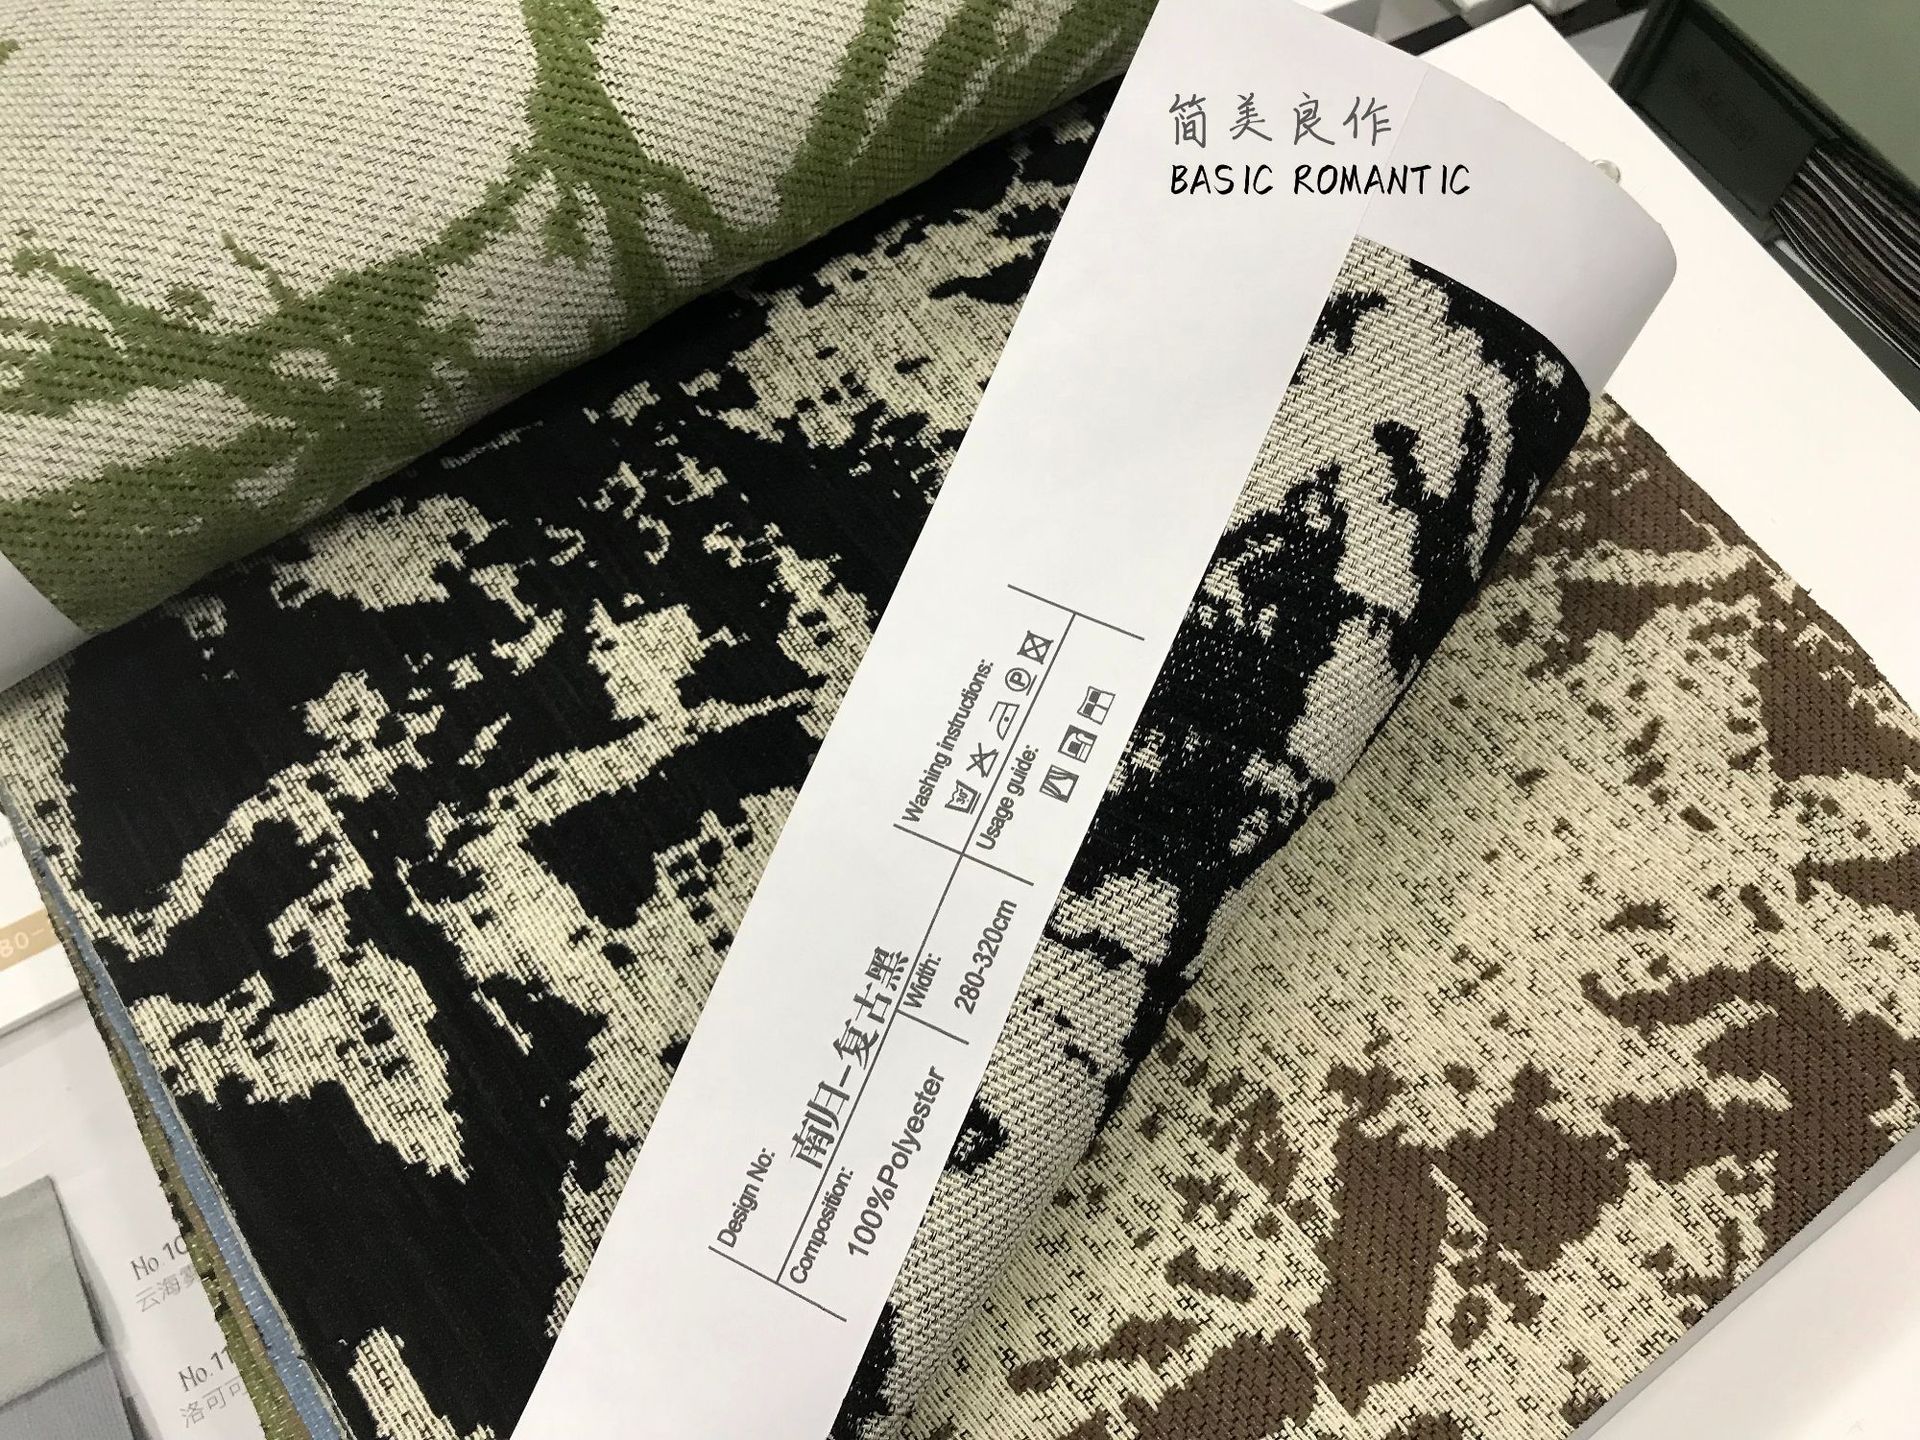 简美良作
BASIC ROMANTIC
Design No:
南归-复古黑
Composition:
100%Polyester
Width:
280-320cm
Washing instructions:
Usage guide:
No.10
云海
No.11
洛可可
80-